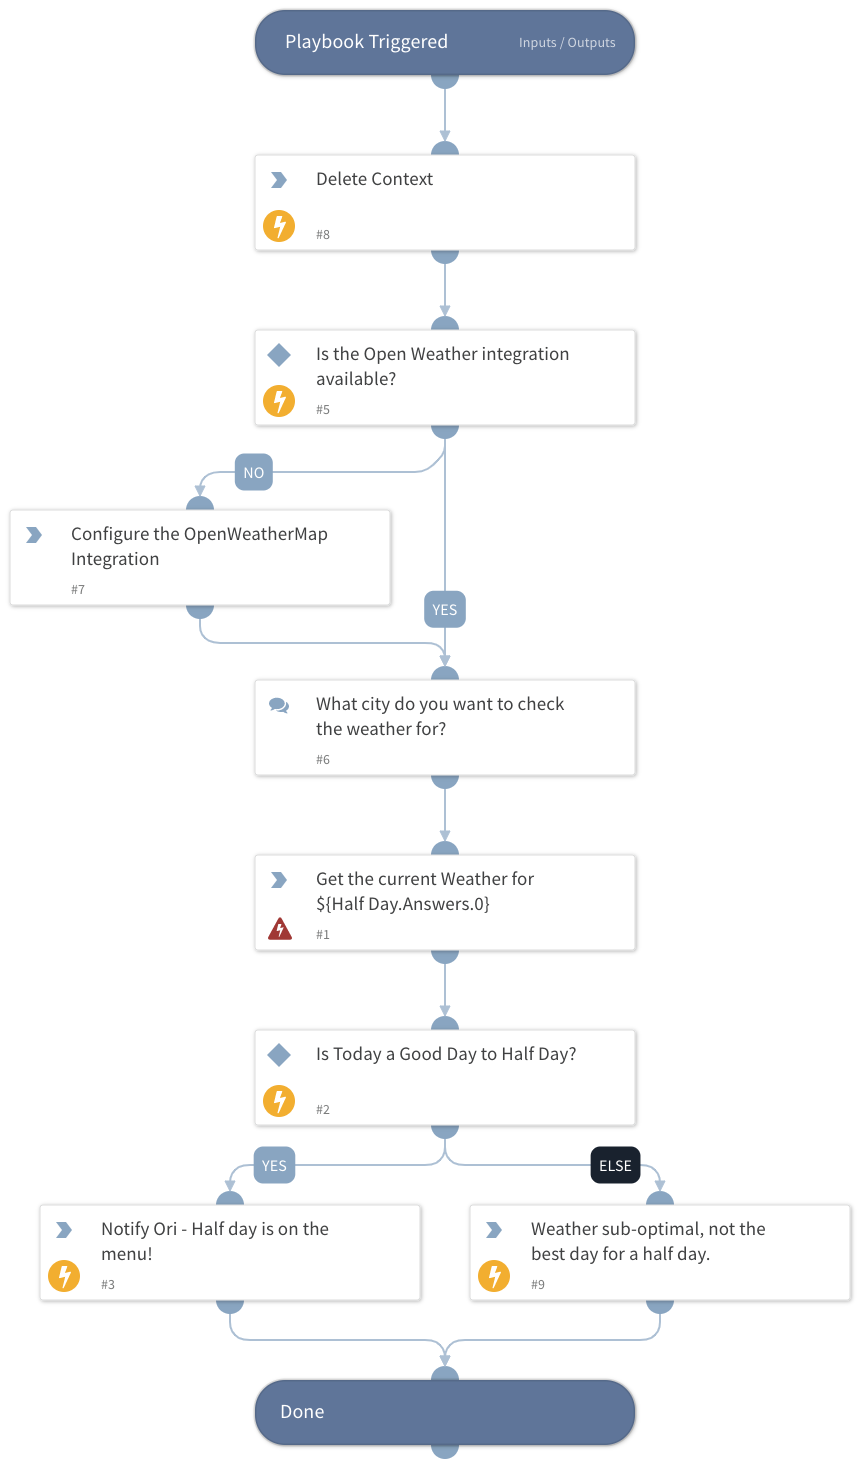 Playbook Triggered
Inputs / Outputs
Delete Context
#8
Is the Open Weather integration
available?
#5
NO
Configure the OpenWeatherMap
Integration
#7
YES
What city do you want to check
the weather for?
#6
Get the current Weather for
${Half Day.Answers.0}
#1
Is Today a Good Day to Half Day?
#2
YES
ELSE
Notify Ori - Half day is on the
menu!
#3
Weather sub-optimal, not the
best day for a half day.
#9
Done